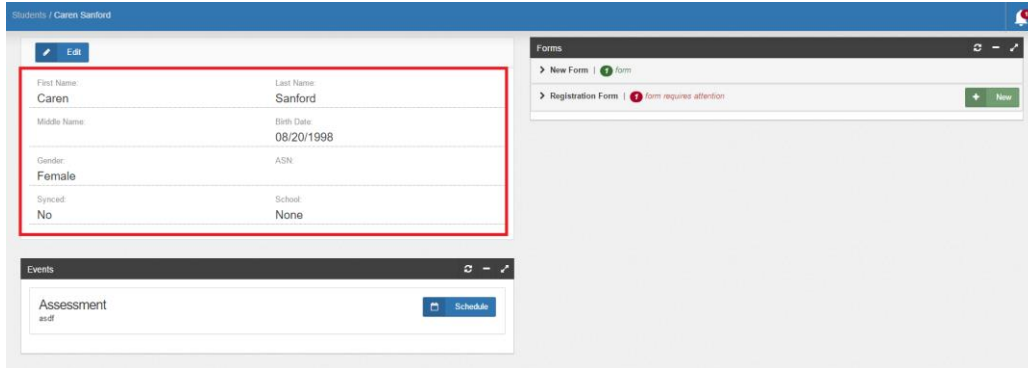 Students / Caren Sanford
Edit
First Name:
Last Name:
Caren
Sanford
Middle Name:
Birth Date:
08/20/1998
Gender:
ASN:
Female
Synced:
School:
No
None
Events
Assessment
asdf
Schedule
Forms
New Form | 1 form
Registration Form | 1 form requires attention
New